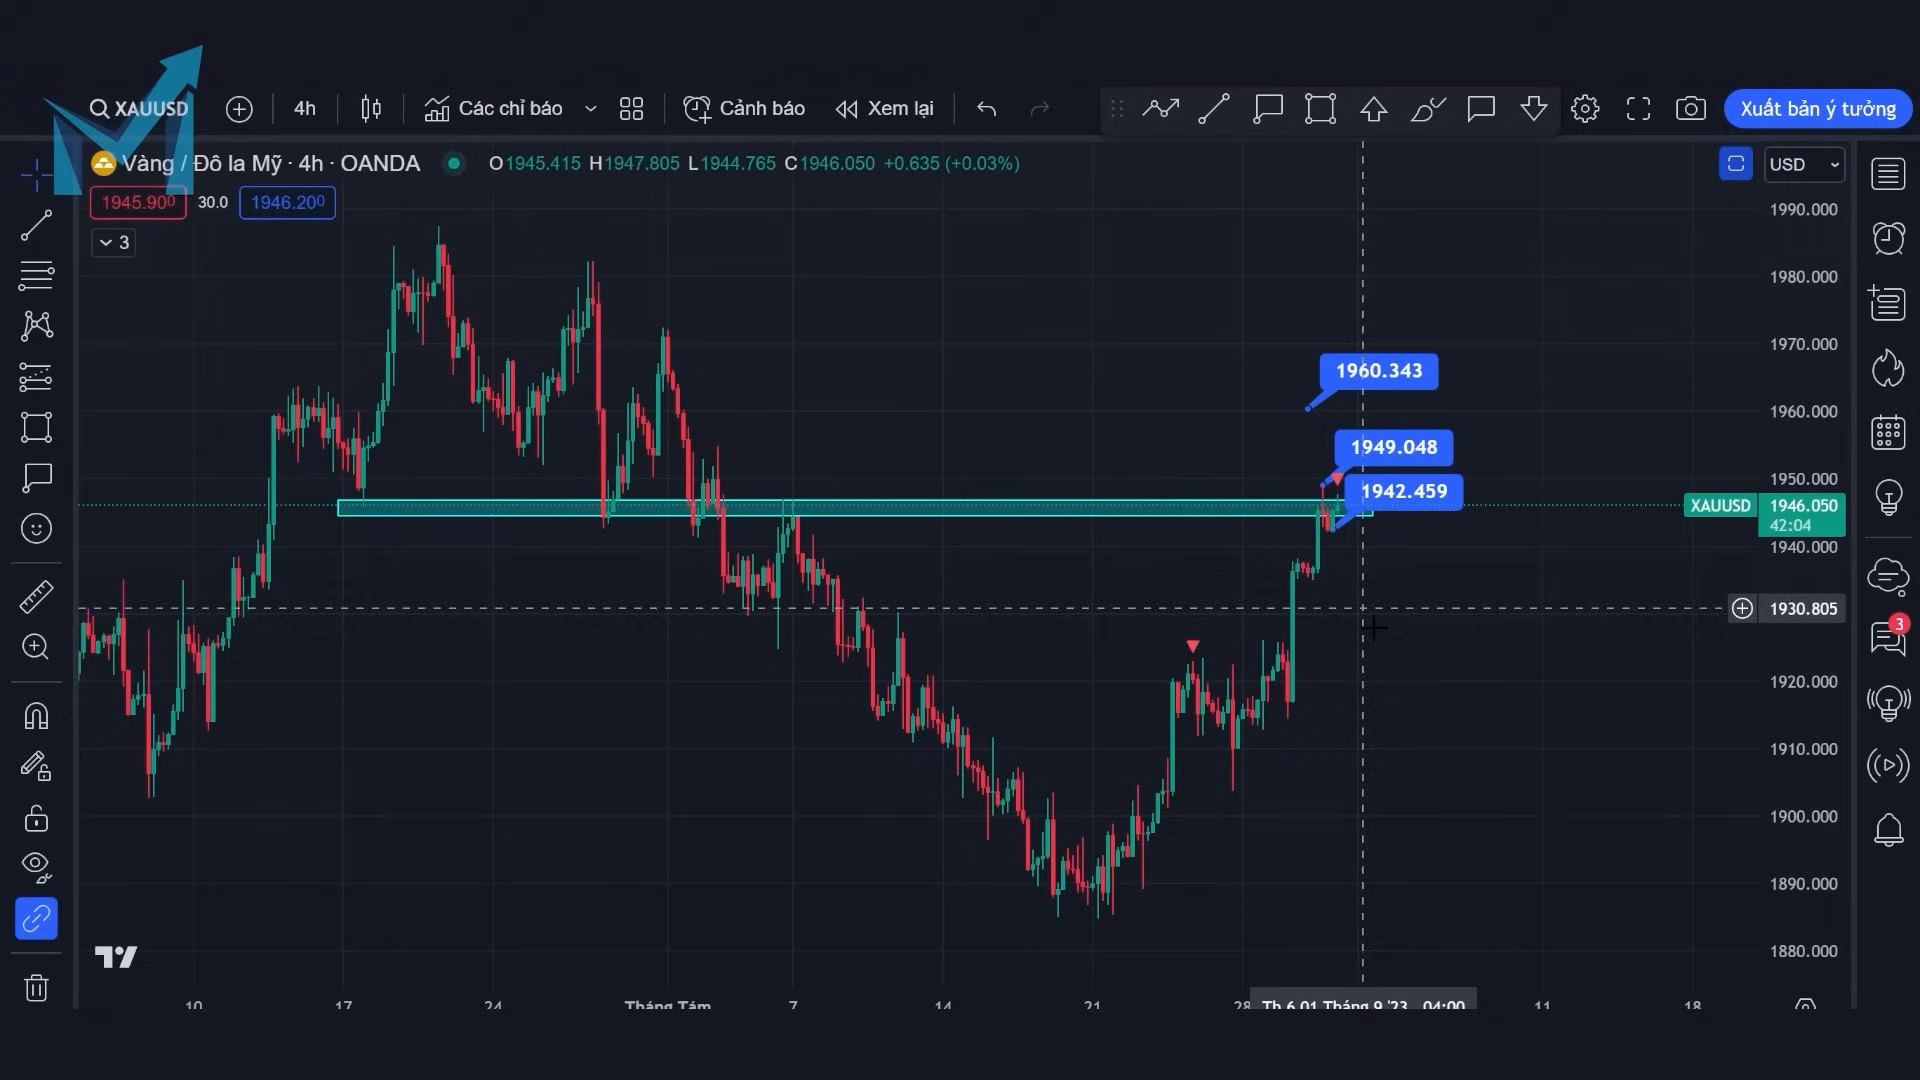 XAUUSD
4h
Các chỉ báo
Cảnh báo
Xem lại
Xuất bản ý tưởng
Vàng / Đô la Mỹ · 4h · OANDA
O1945.415 H1947.805 L1944.765 C1946.050 +0.635 (+0.03%)
USD
1945.900
30.0
1946.200
3
1990.000
1980.000
1970.000
1960.343
1960.000
1949.048
1950.000
1942.459
XAUUSD
1946.050
42:04
1940.000
1930.805
3
1920.000
1910.000
1900.000
1890.000
1880.000
10
17
24
Tháng Tám
7
14
21
28
Th 6 01 Tháng 9 '23 04:00
11
18